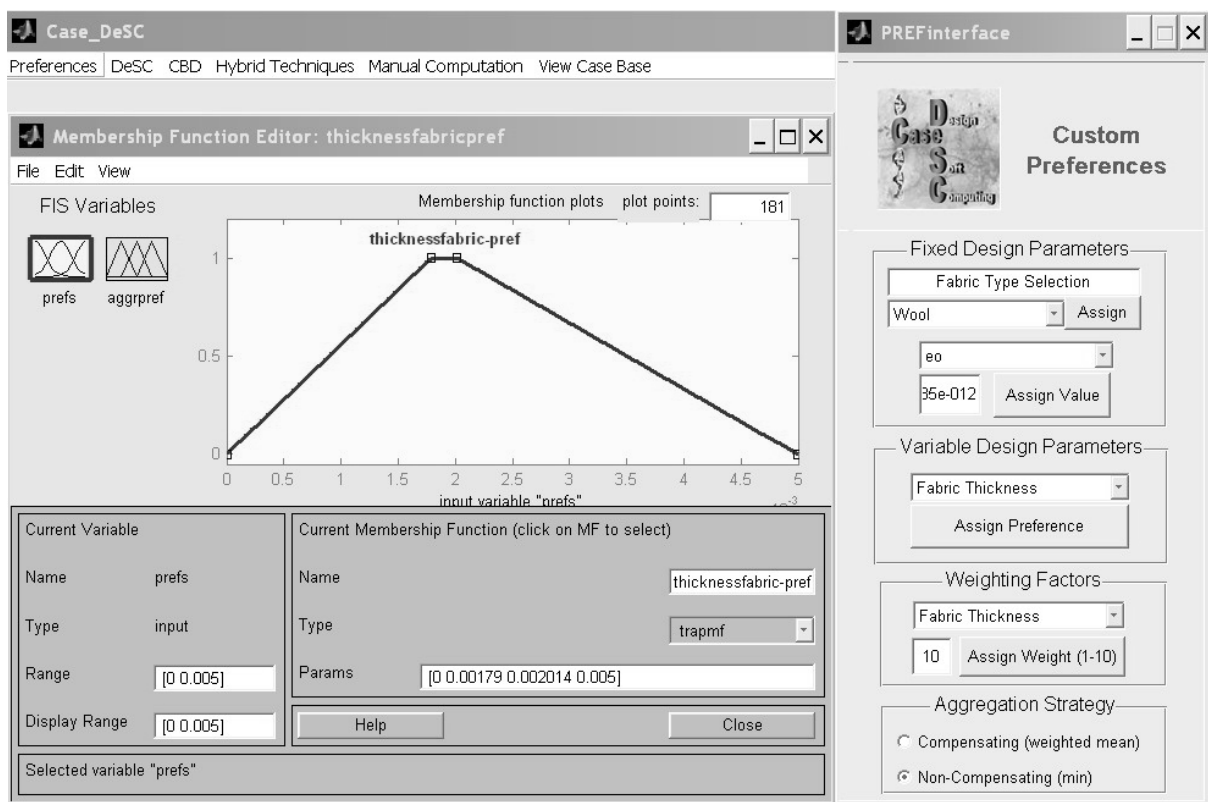 Case_DeSC
Preferences DeSC CBD Hybrid Techniques Manual Computation View Case Base
Membership Function Editor: thicknessfabricpref
File Edit View
FIS Variables
prefs aggrpref
Membership function plots plot points: 181
thicknessfabric-pref
1
0.5
0
0 0.5 1 1.5 2 2.5 3 3.5 4 4.5 5
input variable "prefs"
Current Variable
Name prefs
Type input
Range [0 0.005]
Display Range [0 0.005]
Current Membership Function (click on MF to select)
Name thicknessfabric-pref
Type trapmf
Params [0 0.00179 0.002014 0.005]
Help Close
Selected variable "prefs"
PREFinterface
Case Design Soft Computing
Custom
Preferences
Fixed Design Parameters
Fabric Type Selection
Wool Assign
eo
35e-012 Assign Value
Variable Design Parameters
Fabric Thickness
Assign Preference
Weighting Factors
Fabric Thickness
10 Assign Weight (1-10)
Aggregation Strategy
Compensating (weighted mean)
Non-Compensating (min)